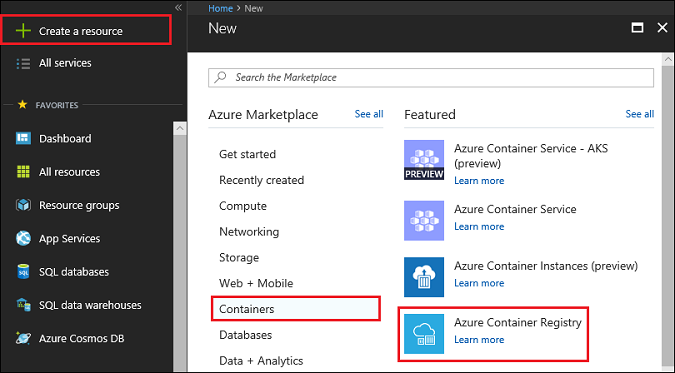 Create a resource
All services
FAVORITES
Dashboard
All resources
Resource groups
App Services
SQL databases
SQL data warehouses
Azure Cosmos DB
Home > New
New
Search the Marketplace
Azure Marketplace See all
Get started
Recently created
Compute
Networking
Storage
Web + Mobile
Containers
Databases
Data + Analytics
Featured See all
PREVIEW
Azure Container Service - AKS
(preview)
Learn more
Azure Container Service
Learn more
Azure Container Instances (preview)
Learn more
Azure Container Registry
Learn more